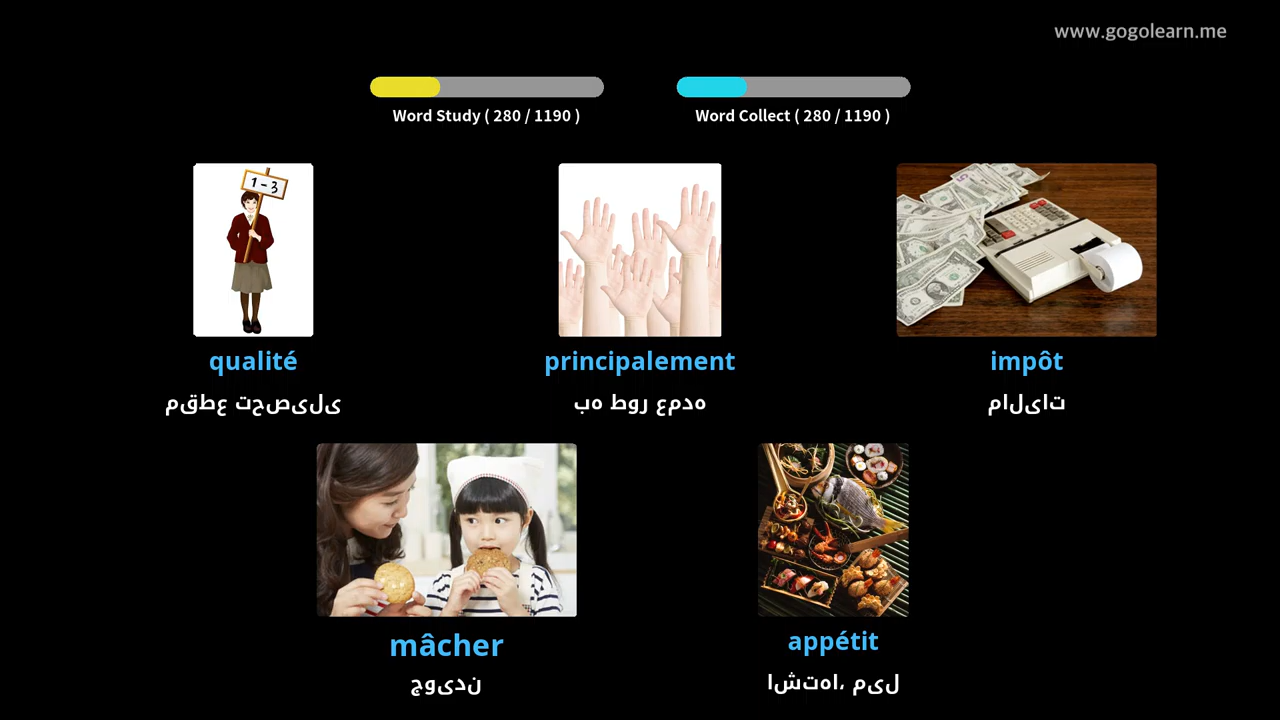 www.gogolearn.me
Word Study ( 280 / 1190 )
Word Collect ( 280 / 1190 )
1-3
qualité
principalement
impôt
مقطع تحصیلی
به طور عمده
مالیات
mâcher
appétit
جویدن
اشتها، میل